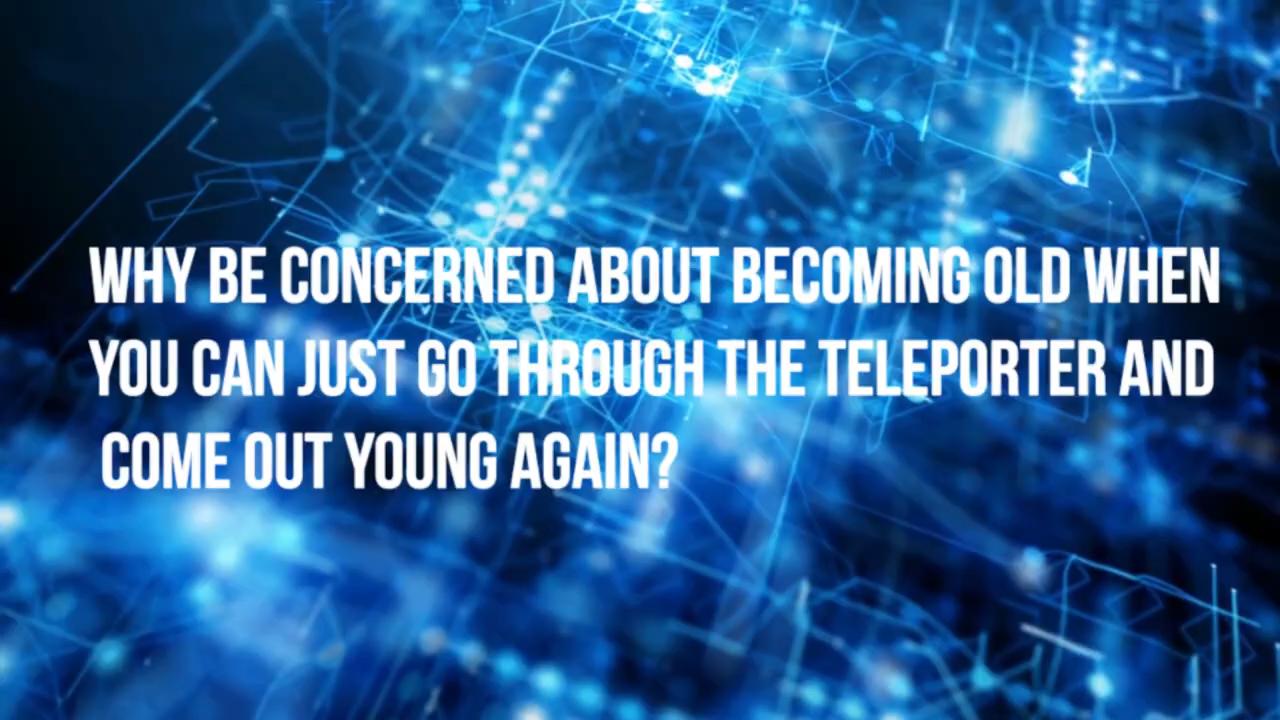 WHY BE CONCERNED ABOUT BECOMING OLD WHEN
YOU CAN JUST GO THROUGH THE TELEPORTER AND
COME OUT YOUNG AGAIN?